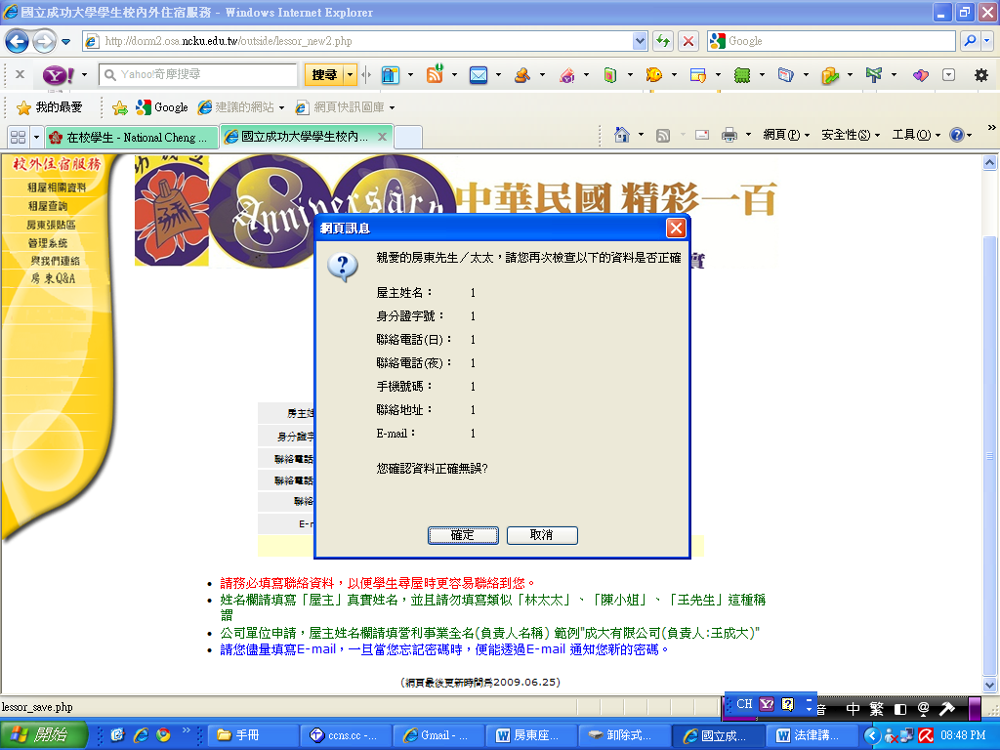 國立成功大學學生校內外住宿服務 - Windows Internet Explorer
http://dorm2.osa.ncku.edu.tw/outside/lessor_new2.php
Google
Yahoo!奇摩搜尋
搜尋
我的最愛
Google
建議的網站
網頁快訊圖庫
在校學生 - National Cheng ...
國立成功大學學生校內...
網頁(P)
安全性(S)
工具(O)
校外住宿服務
租屋相關資料
租屋查詢
房東張貼區
管理系統
與我們連絡
房東Q&A
Anniversary
中華民國 精彩一百
網頁訊息
親愛的房東先生／太太，請您再次檢查以下的資料是否正確
屋主姓名： 1
身分證字號： 1
聯絡電話(日)： 1
聯絡電話(夜)： 1
手機號碼： 1
聯絡地址： 1
E-mail： 1
您確認資料正確無誤?
確定
取消
房主姓
身分證字
聯絡電話
聯絡電話
聯絡
E-m
請務必填寫聯絡資料，以便學生尋屋時更容易聯絡到您。
姓名欄請填寫「屋主」真實姓名，並且請勿填寫類似「林太太」、「陳小姐」、「王先生」這種稱
謂
公司單位申請，屋主姓名欄請填營利事業全名(負責人名稱) 範例"成大有限公司(負責人:王成大)"
請您儘量填寫E-mail，一旦當您忘記密碼時，便能透過E-mail 通知您新的密碼。
(網頁最後更新時間為2009.06.25)
lessor_save.php
CH
中 繁
開始
手冊
ccns.cc - ...
Gmail - ...
房東座...
卸除式...
國立成...
法律講...
08:48 PM